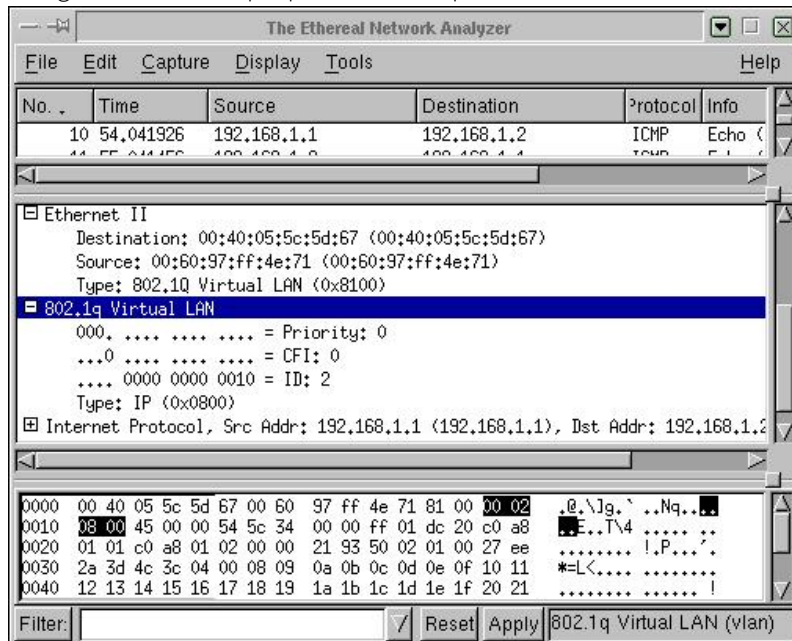 The Ethereal Network Analyzer
File Edit Capture Display Tools Help
No. Time Source Destination Protocol Info
10 54.041926 192.168.1.1 192.168.1.2 ICMP Echo (
Ethernet II
Destination: 00:40:05:5c:5d:67 (00:40:05:5c:5d:67)
Source: 00:60:97:ff:4e:71 (00:60:97:ff:4e:71)
Type: 802.1Q Virtual LAN (0x8100)
802.1q Virtual LAN
000. .... .... .... = Priority: 0
...0 .... .... .... = CFI: 0
.... 0000 0000 0010 = ID: 2
Type: IP (0x0800)
Internet Protocol, Src Addr: 192.168.1.1 (192.168.1.1), Dst Addr: 192.168.1.2
0000 00 40 05 5c 5d 67 00 60 97 ff 4e 71 81 00 00 02 .@.\]g.` ..Nq....
0010 08 00 45 00 00 54 5c 34 00 00 ff 01 dc 20 c0 a8 ..E..T\4 ..... ..
0020 01 01 c0 a8 01 02 00 00 21 93 50 02 01 00 27 ee ........ !.P...'.
0030 2a 3d 4c 3c 04 00 08 09 0a 0b 0c 0d 0e 0f 10 11 *=L<.... ........
0040 12 13 14 15 16 17 18 19 1a 1b 1c 1d 1e 1f 20 21 ........ ...... !
Filter: Reset Apply 802.1q Virtual LAN (vlan)